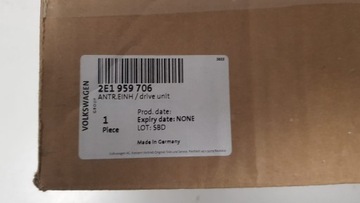 VOLKSWAGEN
GROUP
2E1 959 706
ANTR.EINH / drive unit
1
Piece
Prod. date:
Expiry date: NONE
LOT: SBD
Made in Germany